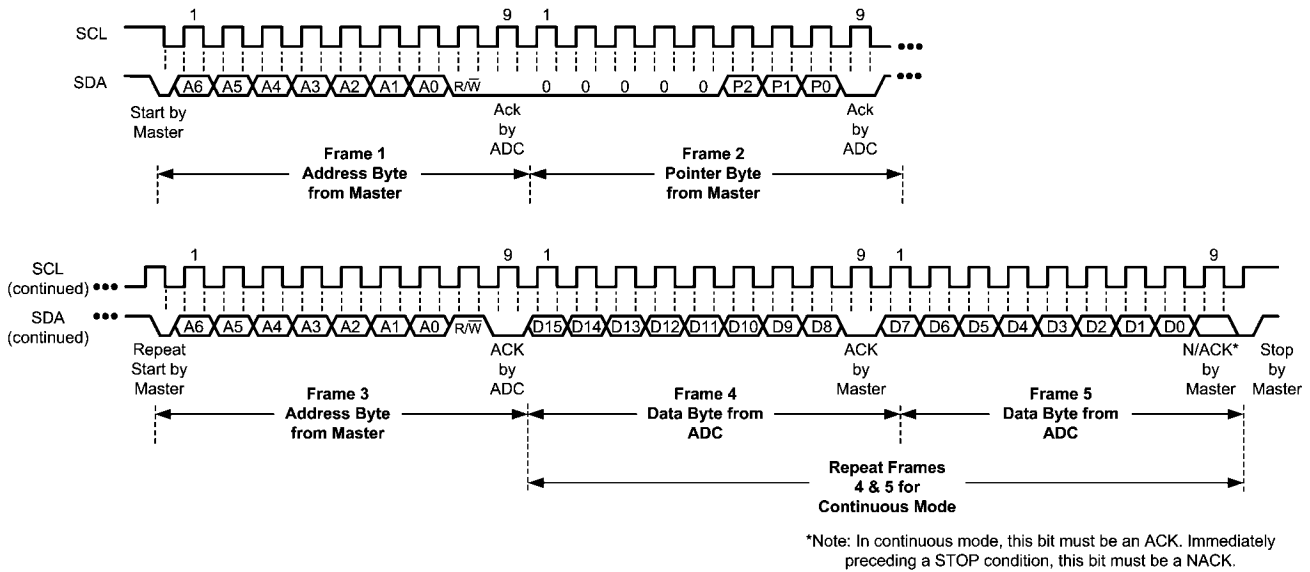 1 9 1 9
SCL
SDA A6 A5 A4 A3 A2 A1 A0 R/W̅ 0 0 0 0 0 P2 P1 P0
Start by
Master
Ack
by
ADC
Ack
by
ADC
Frame 1
Address Byte
from Master
Frame 2
Pointer Byte
from Master
1 9 1 9 1 9
SCL
(continued)
SDA
(continued)
A6 A5 A4 A3 A2 A1 A0 R/W̅ D15 D14 D13 D12 D11 D10 D9 D8 D7 D6 D5 D4 D3 D2 D1 D0
Repeat
Start by
Master
ACK
by
ADC
ACK
by
Master
N/ACK*
by
Master
Stop
by
Master
Frame 3
Address Byte
from Master
Frame 4
Data Byte from
ADC
Frame 5
Data Byte from
ADC
Repeat Frames
4 & 5 for
Continuous Mode
*Note: In continuous mode, this bit must be an ACK. Immediately
preceding a STOP condition, this bit must be a NACK.